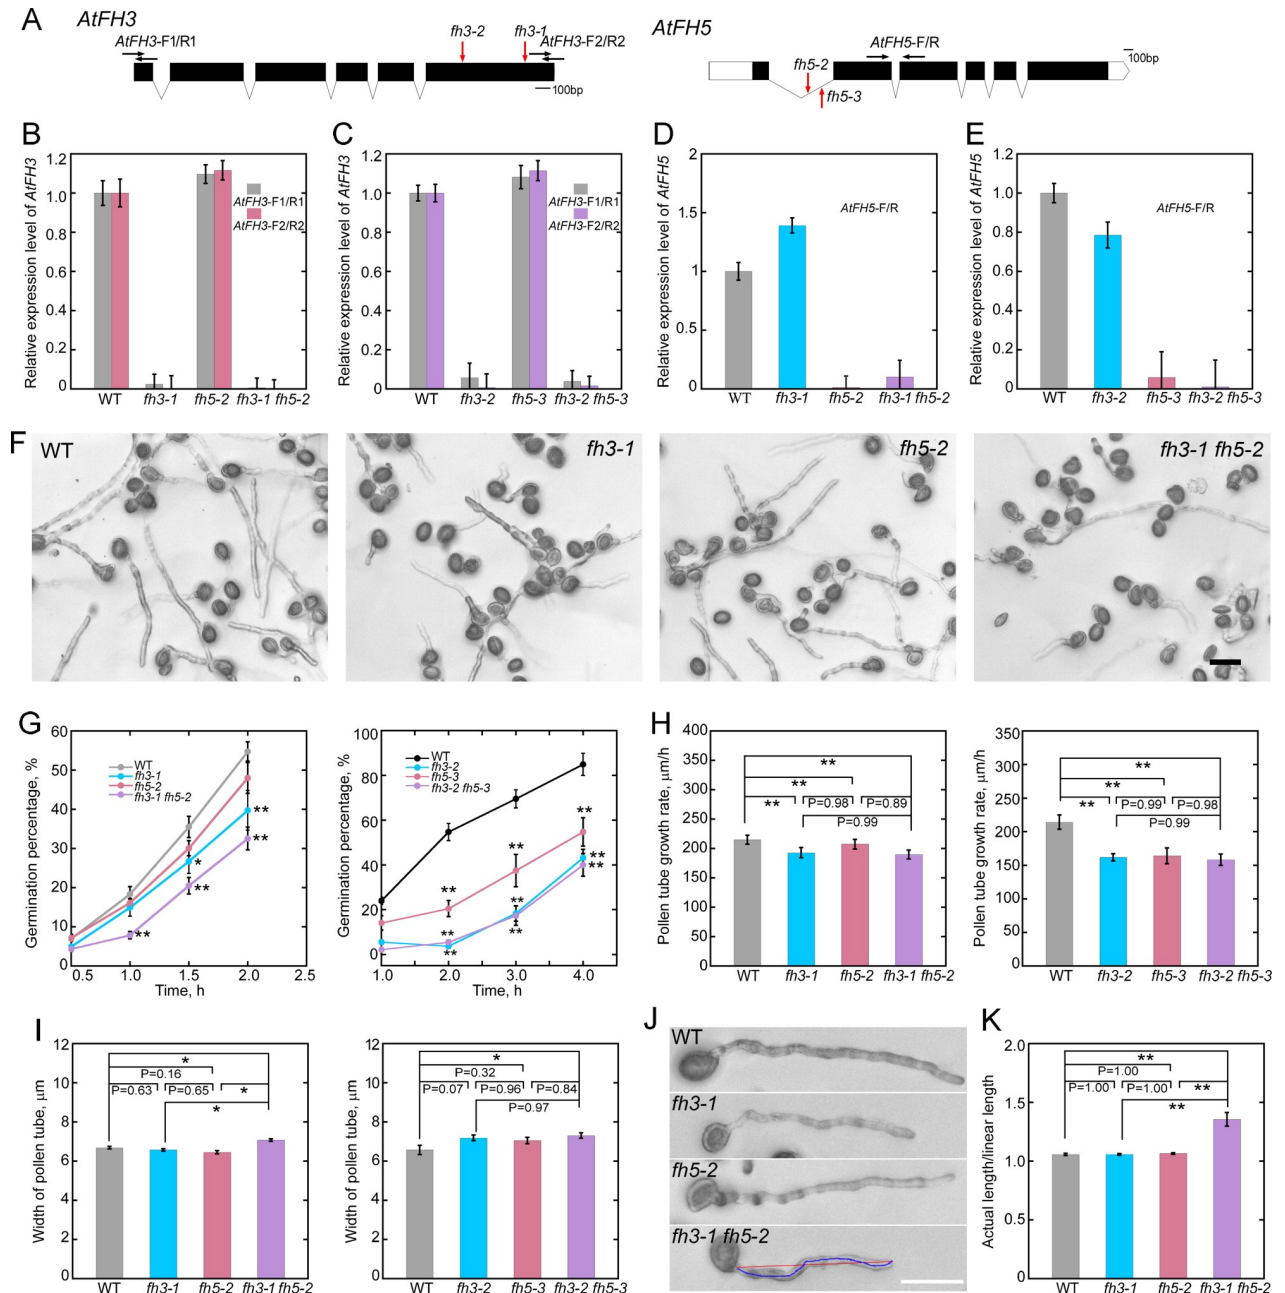 A
AtFH3
AtFH3-F1/R1
fh3-2
fh3-1
AtFH3-F2/R2
100bp
AtFH5
AtFH5-F/R
fh5-2
fh5-3
100bp
B
Relative expression level of AtFH3
1.2
1.0
0.8
0.6
0.4
0.2
0
AtFH3-F1/R1
AtFH3-F2/R2
WT fh3-1 fh5-2 fh3-1 fh5-2
C
Relative expression level of AtFH3
1.2
1.0
0.8
0.6
0.4
0.2
0
AtFH3-F1/R1
AtFH3-F2/R2
WT fh3-2 fh5-3 fh3-2 fh5-3
D
Relative expression level of AtFH5
2
1.5
1
0.5
0
AtFH5-F/R
WT fh3-1 fh5-2 fh3-1 fh5-2
E
Relative expression level of AtFH5
1.2
1.0
0.8
0.6
0.4
0.2
0
AtFH5-F/R
WT fh3-2 fh5-3 fh3-2 fh5-3
F
WT
fh3-1
fh5-2
fh3-1 fh5-2
G
Germination percentage, %
60
50
40
30
20
10
0
WT
fh3-1
fh5-2
fh3-1 fh5-2
**
**
*
**
**
0.5 1.0 1.5 2.0 2.5
Time, h
Germination percentage, %
100
80
60
40
20
0
WT
fh3-2
fh5-3
fh3-2 fh5-3
**
**
**
**
**
**
**
**
**
1.0 2.0 3.0 4.0
Time, h
H
Pollen tube growth rate, μm/h
400
350
300
250
200
150
100
50
0
**
**
** P=0.98 P=0.89
P=0.99
WT fh3-1 fh5-2 fh3-1 fh5-2
Pollen tube growth rate, μm/h
350
300
250
200
150
100
50
0
**
**
** P=0.99 P=0.98
P=0.99
WT fh3-2 fh5-3 fh3-2 fh5-3
I
Width of pollen tube, μm
12
10
8
6
4
2
0
*
P=0.16
P=0.63 P=0.65 *
*
WT fh3-1 fh5-2 fh3-1 fh5-2
Width of pollen tube, μm
12
10
8
6
4
2
0
*
P=0.32
P=0.07 P=0.96 P=0.84
P=0.97
WT fh3-2 fh5-3 fh3-2 fh5-3
J
WT
fh3-1
fh5-2
fh3-1 fh5-2
K
Actual length/linear length
2.0
1.5
1.0
0.5
0
**
P=1.00
P=1.00 P=1.00 **
**
WT fh3-1 fh5-2 fh3-1 fh5-2